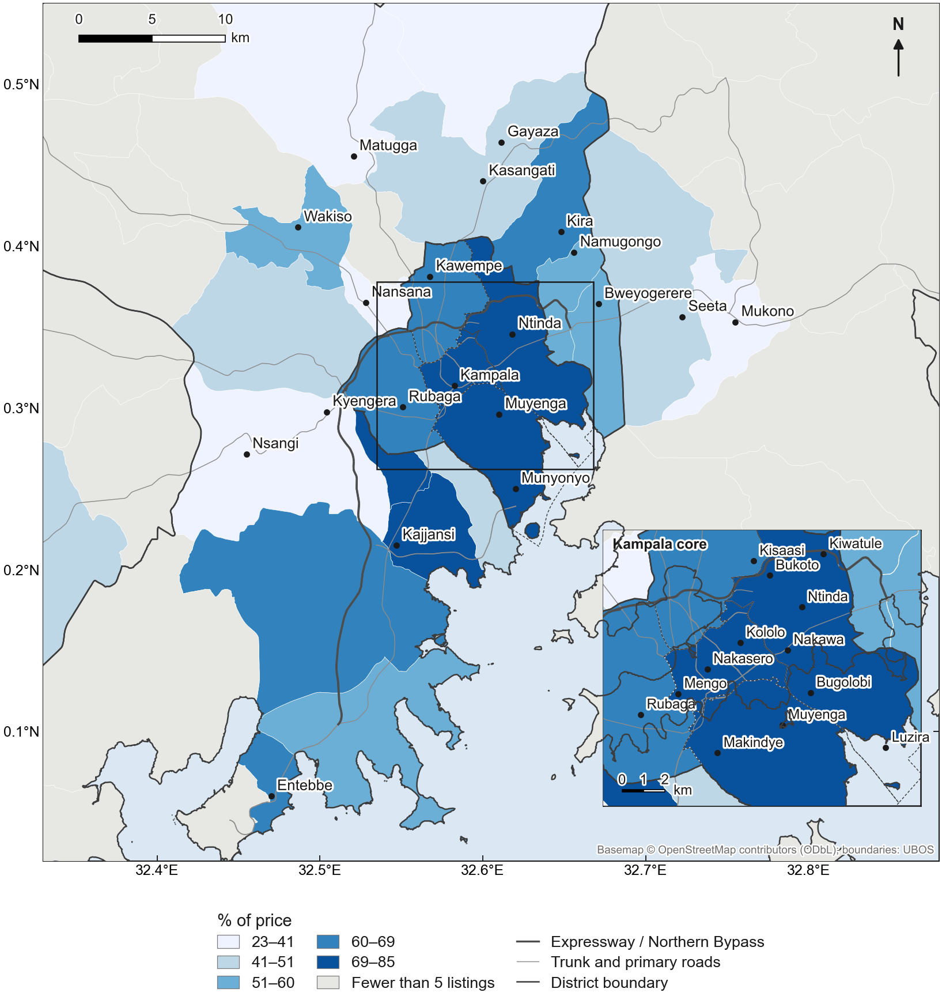 0 5 10
km
N
0.5°N
Gayaza
Matugga
Kasangati
Wakiso
Kira
0.4°N
Namugongo
Kawempe
Nansana
Bweyogerere
Seeta
Mukono
Ntinda
Kampala
Rubaga
Kyengera
Muyenga
0.3°N
Nsangi
Munyonyo
Kajjansi
Kampala core
Kiwatule
Kisaasi
Bukoto
0.2°N
Ntinda
Kololo
Nakawa
Nakasero
Mengo
Bugolobi
Rubaga
Muyenga
0.1°N
Luzira
Makindye
0 1 2
km
Entebbe
Basemap © OpenStreetMap contributors (ODbL); boundaries: UBOS
32.4°E 32.5°E 32.6°E 32.7°E 32.8°E
% of price
23–41
41–51
51–60
60–69
69–85
Fewer than 5 listings
Expressway / Northern Bypass
Trunk and primary roads
District boundary